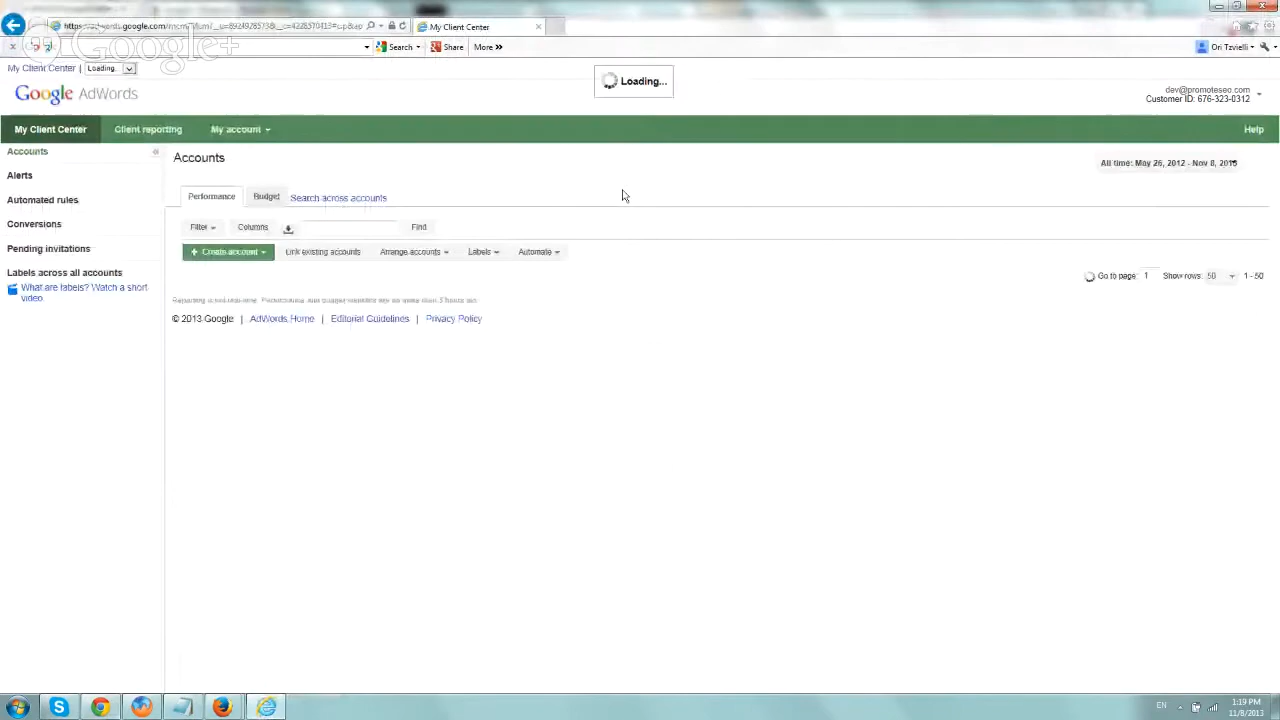 My Client Center
Google+
Search
Share
More »
Ori Tzvielli
My Client Center | Loading.
Loading...
Google AdWords
dev@promoteseo.com
Customer ID: 676-323-0312
My Client Center
Client reporting
My account
Help
Accounts
Alerts
Automated rules
Conversions
Pending invitations
Labels across all accounts
What are labels? Watch a short
video.
Accounts
All time: May 26, 2012 - Nov 8, 2013
Performance
Budget
Search across accounts
Filter
Columns
Find
+ Create account
Link existing accounts
Arrange accounts
Labels
Automate
Go to page: 1
Show rows: 50
1 - 50
© 2013 Google | AdWords Home | Editorial Guidelines | Privacy Policy
EN
1:19 PM
11/8/2013